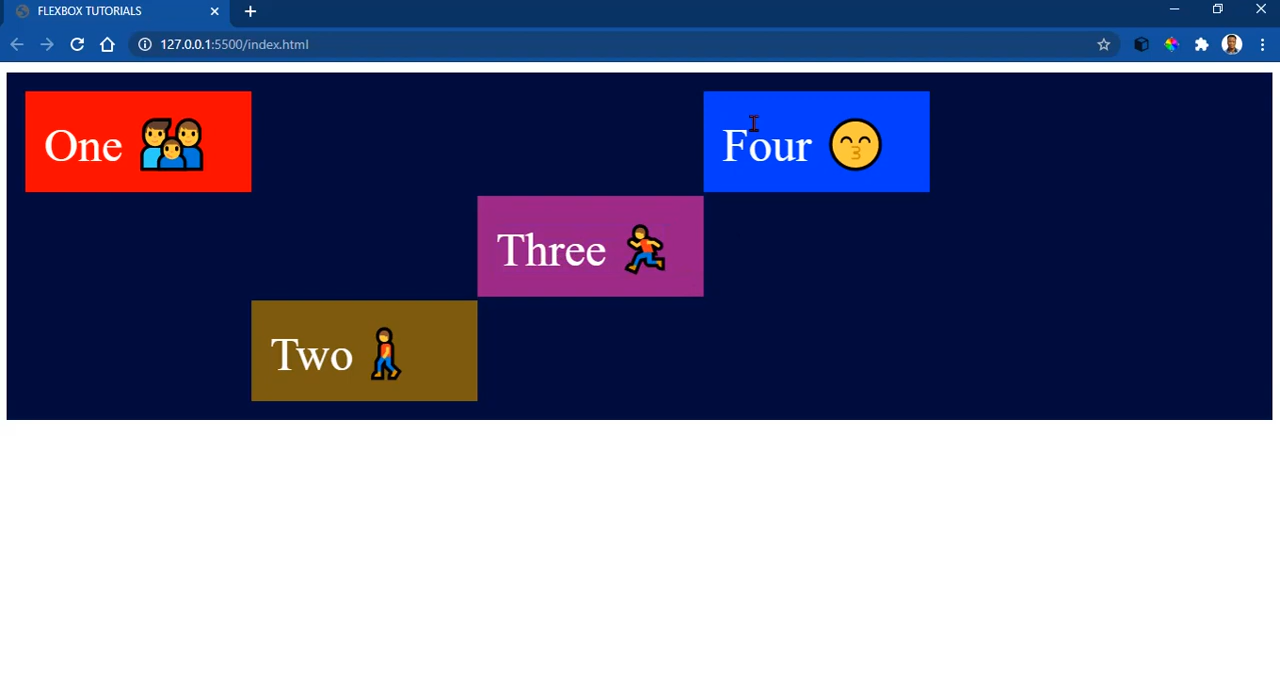 FLEXBOX TUTORIALS
127.0.0.1:5500/index.html
One
Four
Three
Two